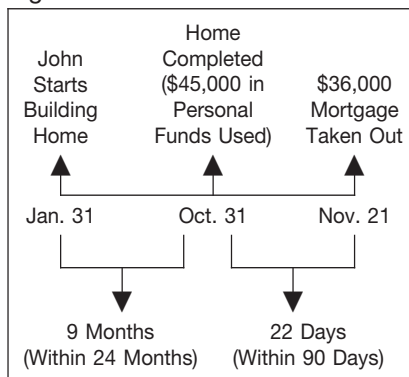 Home
John Completed
Starts ($45,000 in $36,000
Building Personal Mortgage
Home Funds Used) Taken Out
Jan. 31 Oct. 31 Nov. 21
9 Months 22 Days
(Within 24 Months) (Within 90 Days)